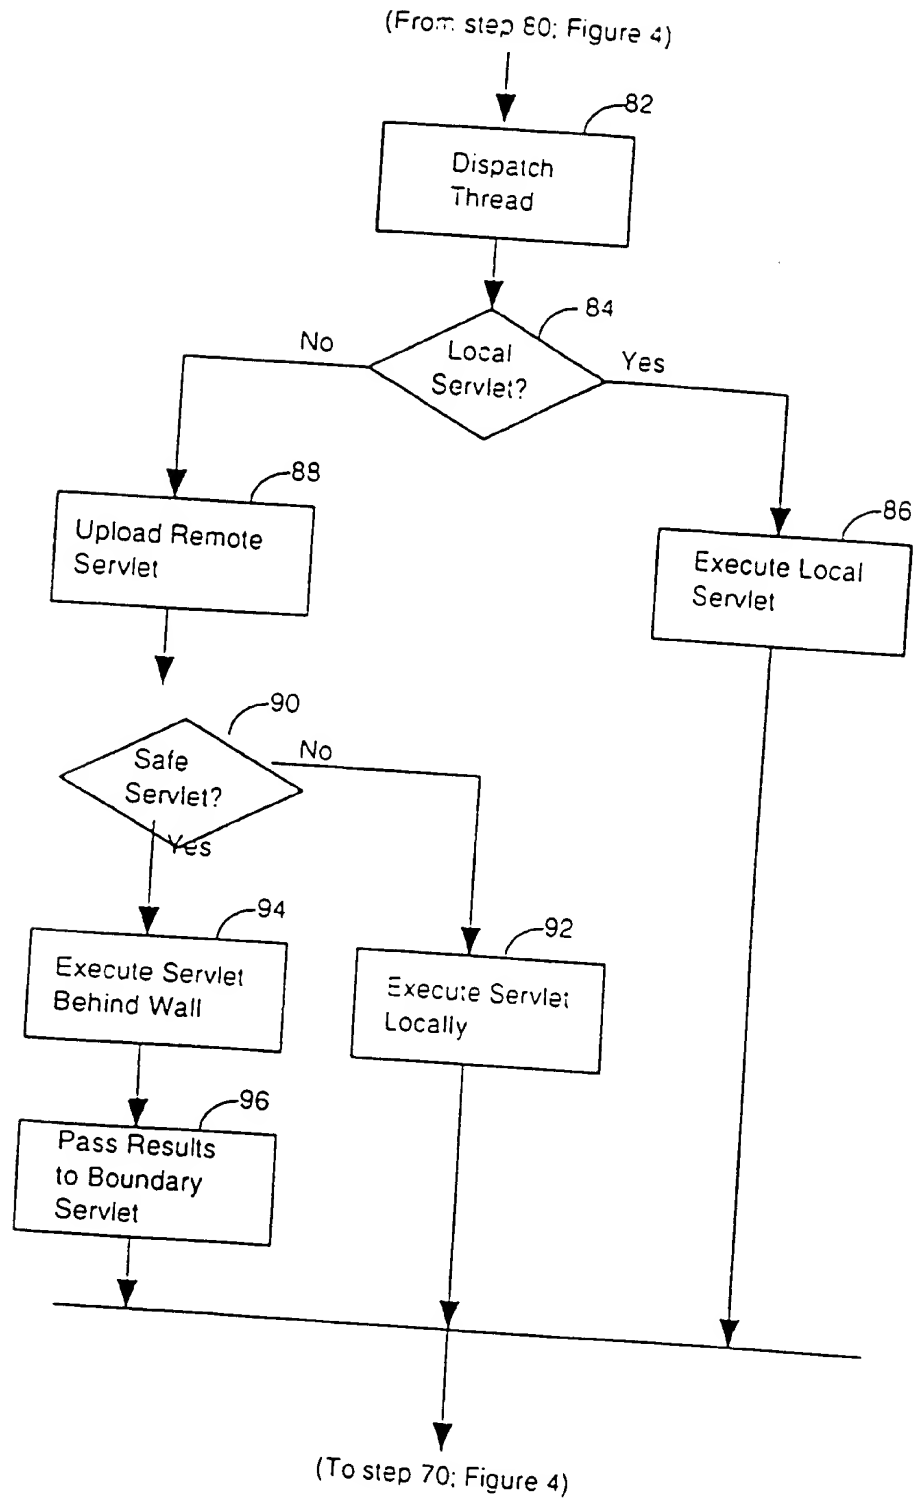 (From step 80; Figure 4)
82
Dispatch
Thread
84
Local
Servlet?
No
Yes
88
Upload Remote
Servlet
86
Execute Local
Servlet
90
Safe
Servlet?
No
Yes
94
Execute Servlet
Behind Wall
92
Execute Servlet
Locally
96
Pass Results
to Boundary
Servlet
(To step 70; Figure 4)